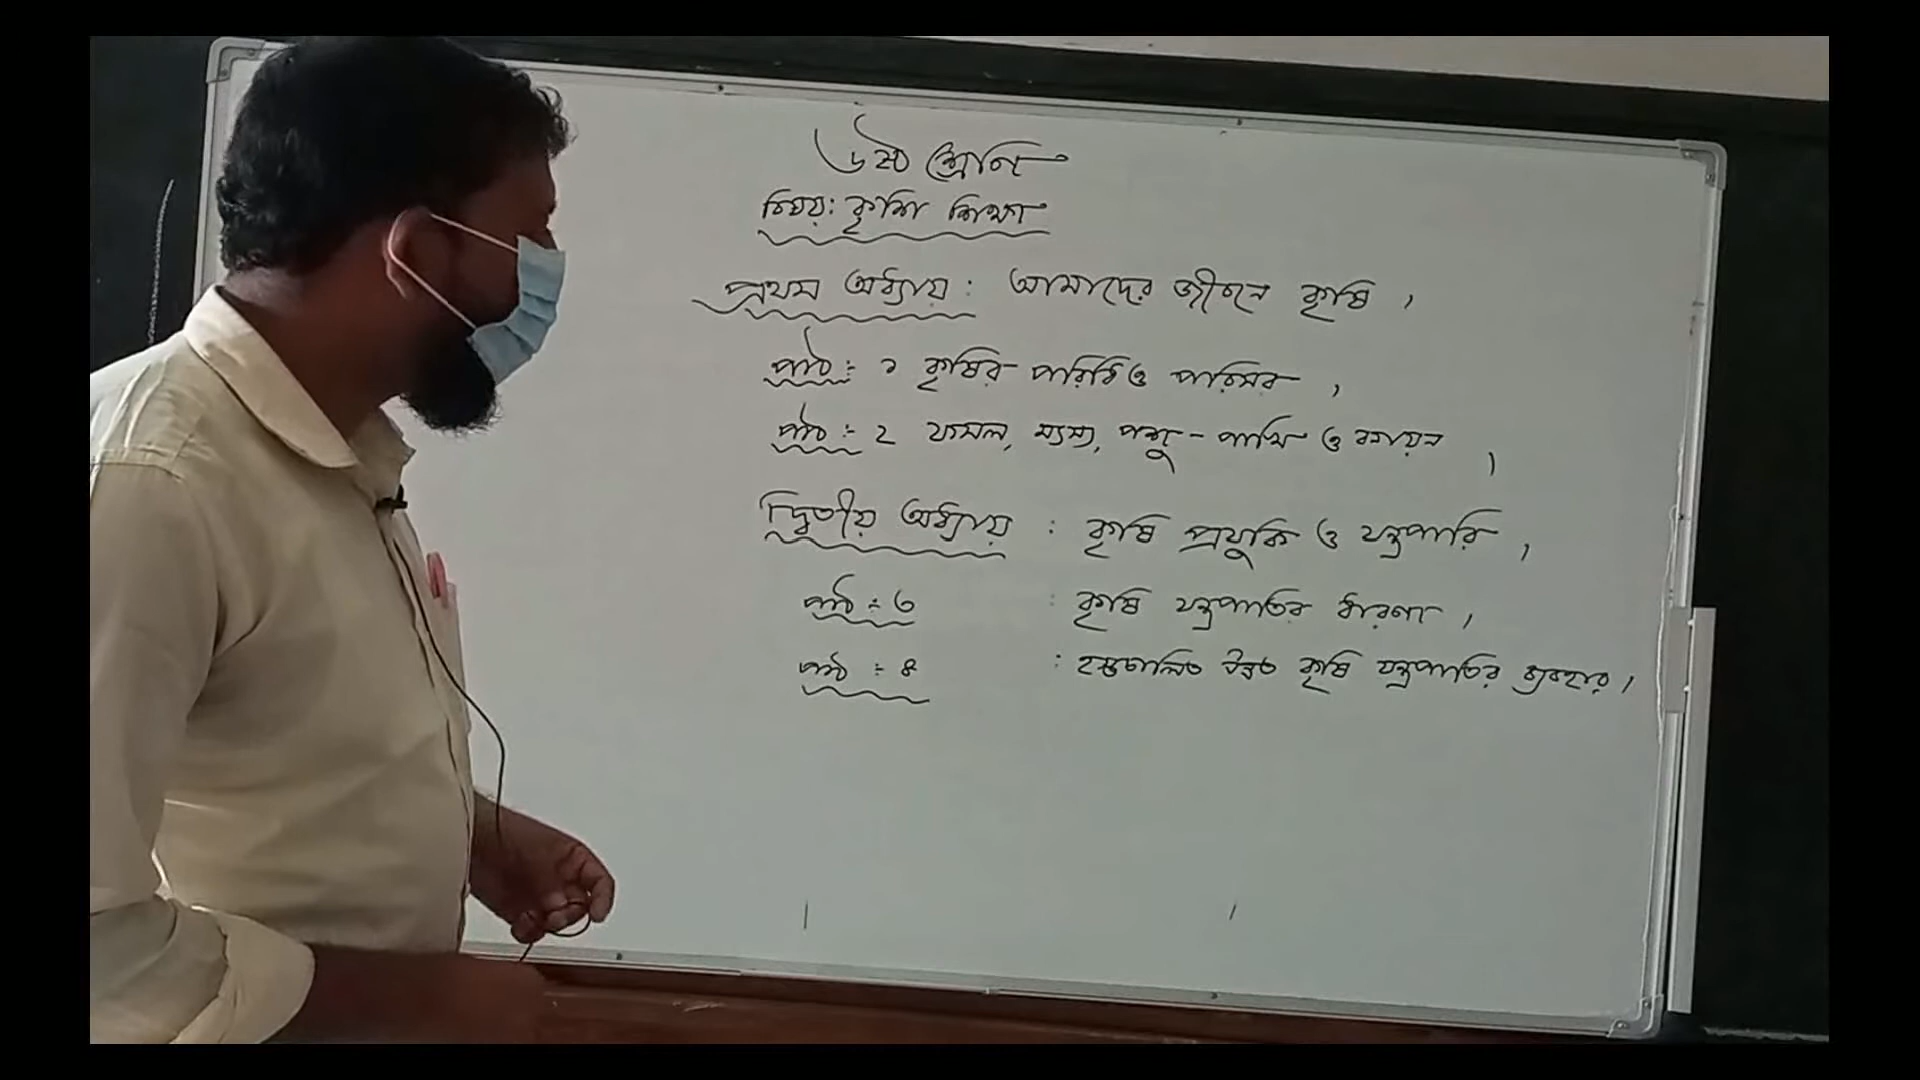 ৬ষ্ঠ শ্রেণি
বিষয়: কৃষি শিক্ষা
প্রথম অধ্যায় : আমাদের জীবনে কৃষি ,
পাঠ :- ১ কৃষির পরিধি ও পরিসর ,
পাঠ :- ২ ফসল, মৎস্য, পশু - পাখি ও বনায়ন ,
দ্বিতীয় অধ্যায় : কৃষি প্রযুক্তি ও যন্ত্রপাতি ,
পাঠ :- ৩ : কৃষি যন্ত্রপাতির ধারণা ,
পাঠ :- ৪ : হস্তচালিত উন্নত কৃষি যন্ত্রপাতির ব্যবহার ,